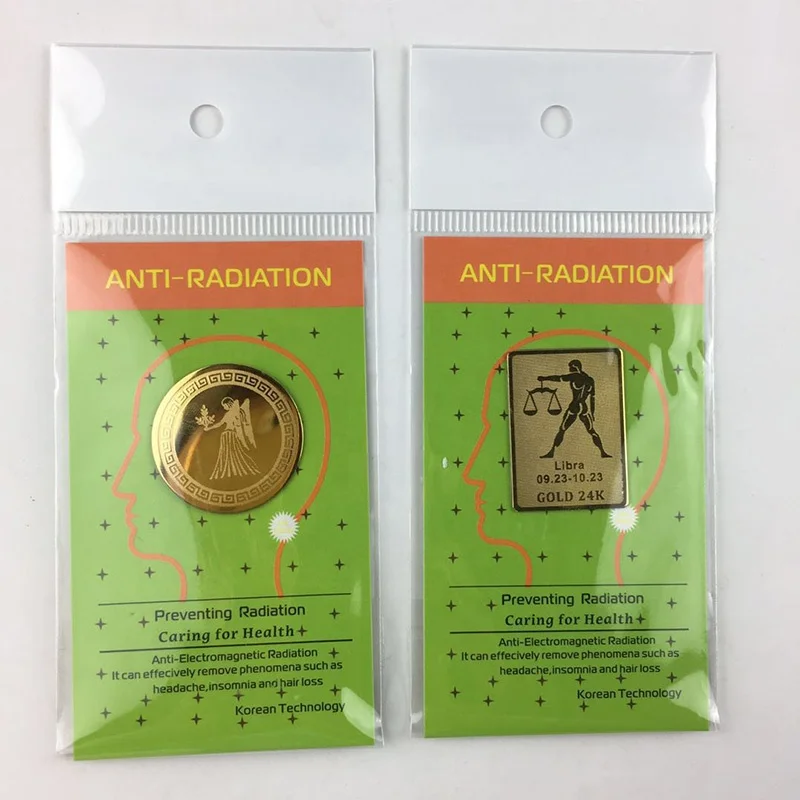 ANTI-RADIATION
Preventing Radiation
Caring for Health
Anti-Electromagnetic Radiation
It can effecively remove phenomena such as
headache,insomnia and hair loss
Korean Technology
ANTI-RADIATION
Libra
09.23-10.23
GOLD 24K
Preventing Radiation
Caring for Health
Anti-Electromagnetic Radiation
It can effecively remove phenomena such as
headache,insomnia and hair loss
Korean Technology